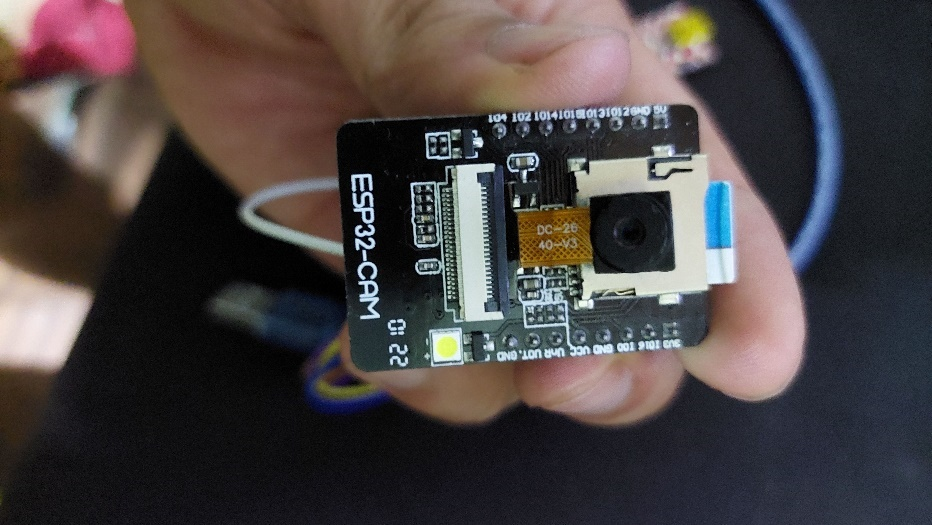 IO4 IO2 IO14 IO15 IO13 IO12 GND 5V
ESP32-CAM
DC-26
40-V3
UOT GND
UnR
VCC
GND
IO0
IO16
3V3